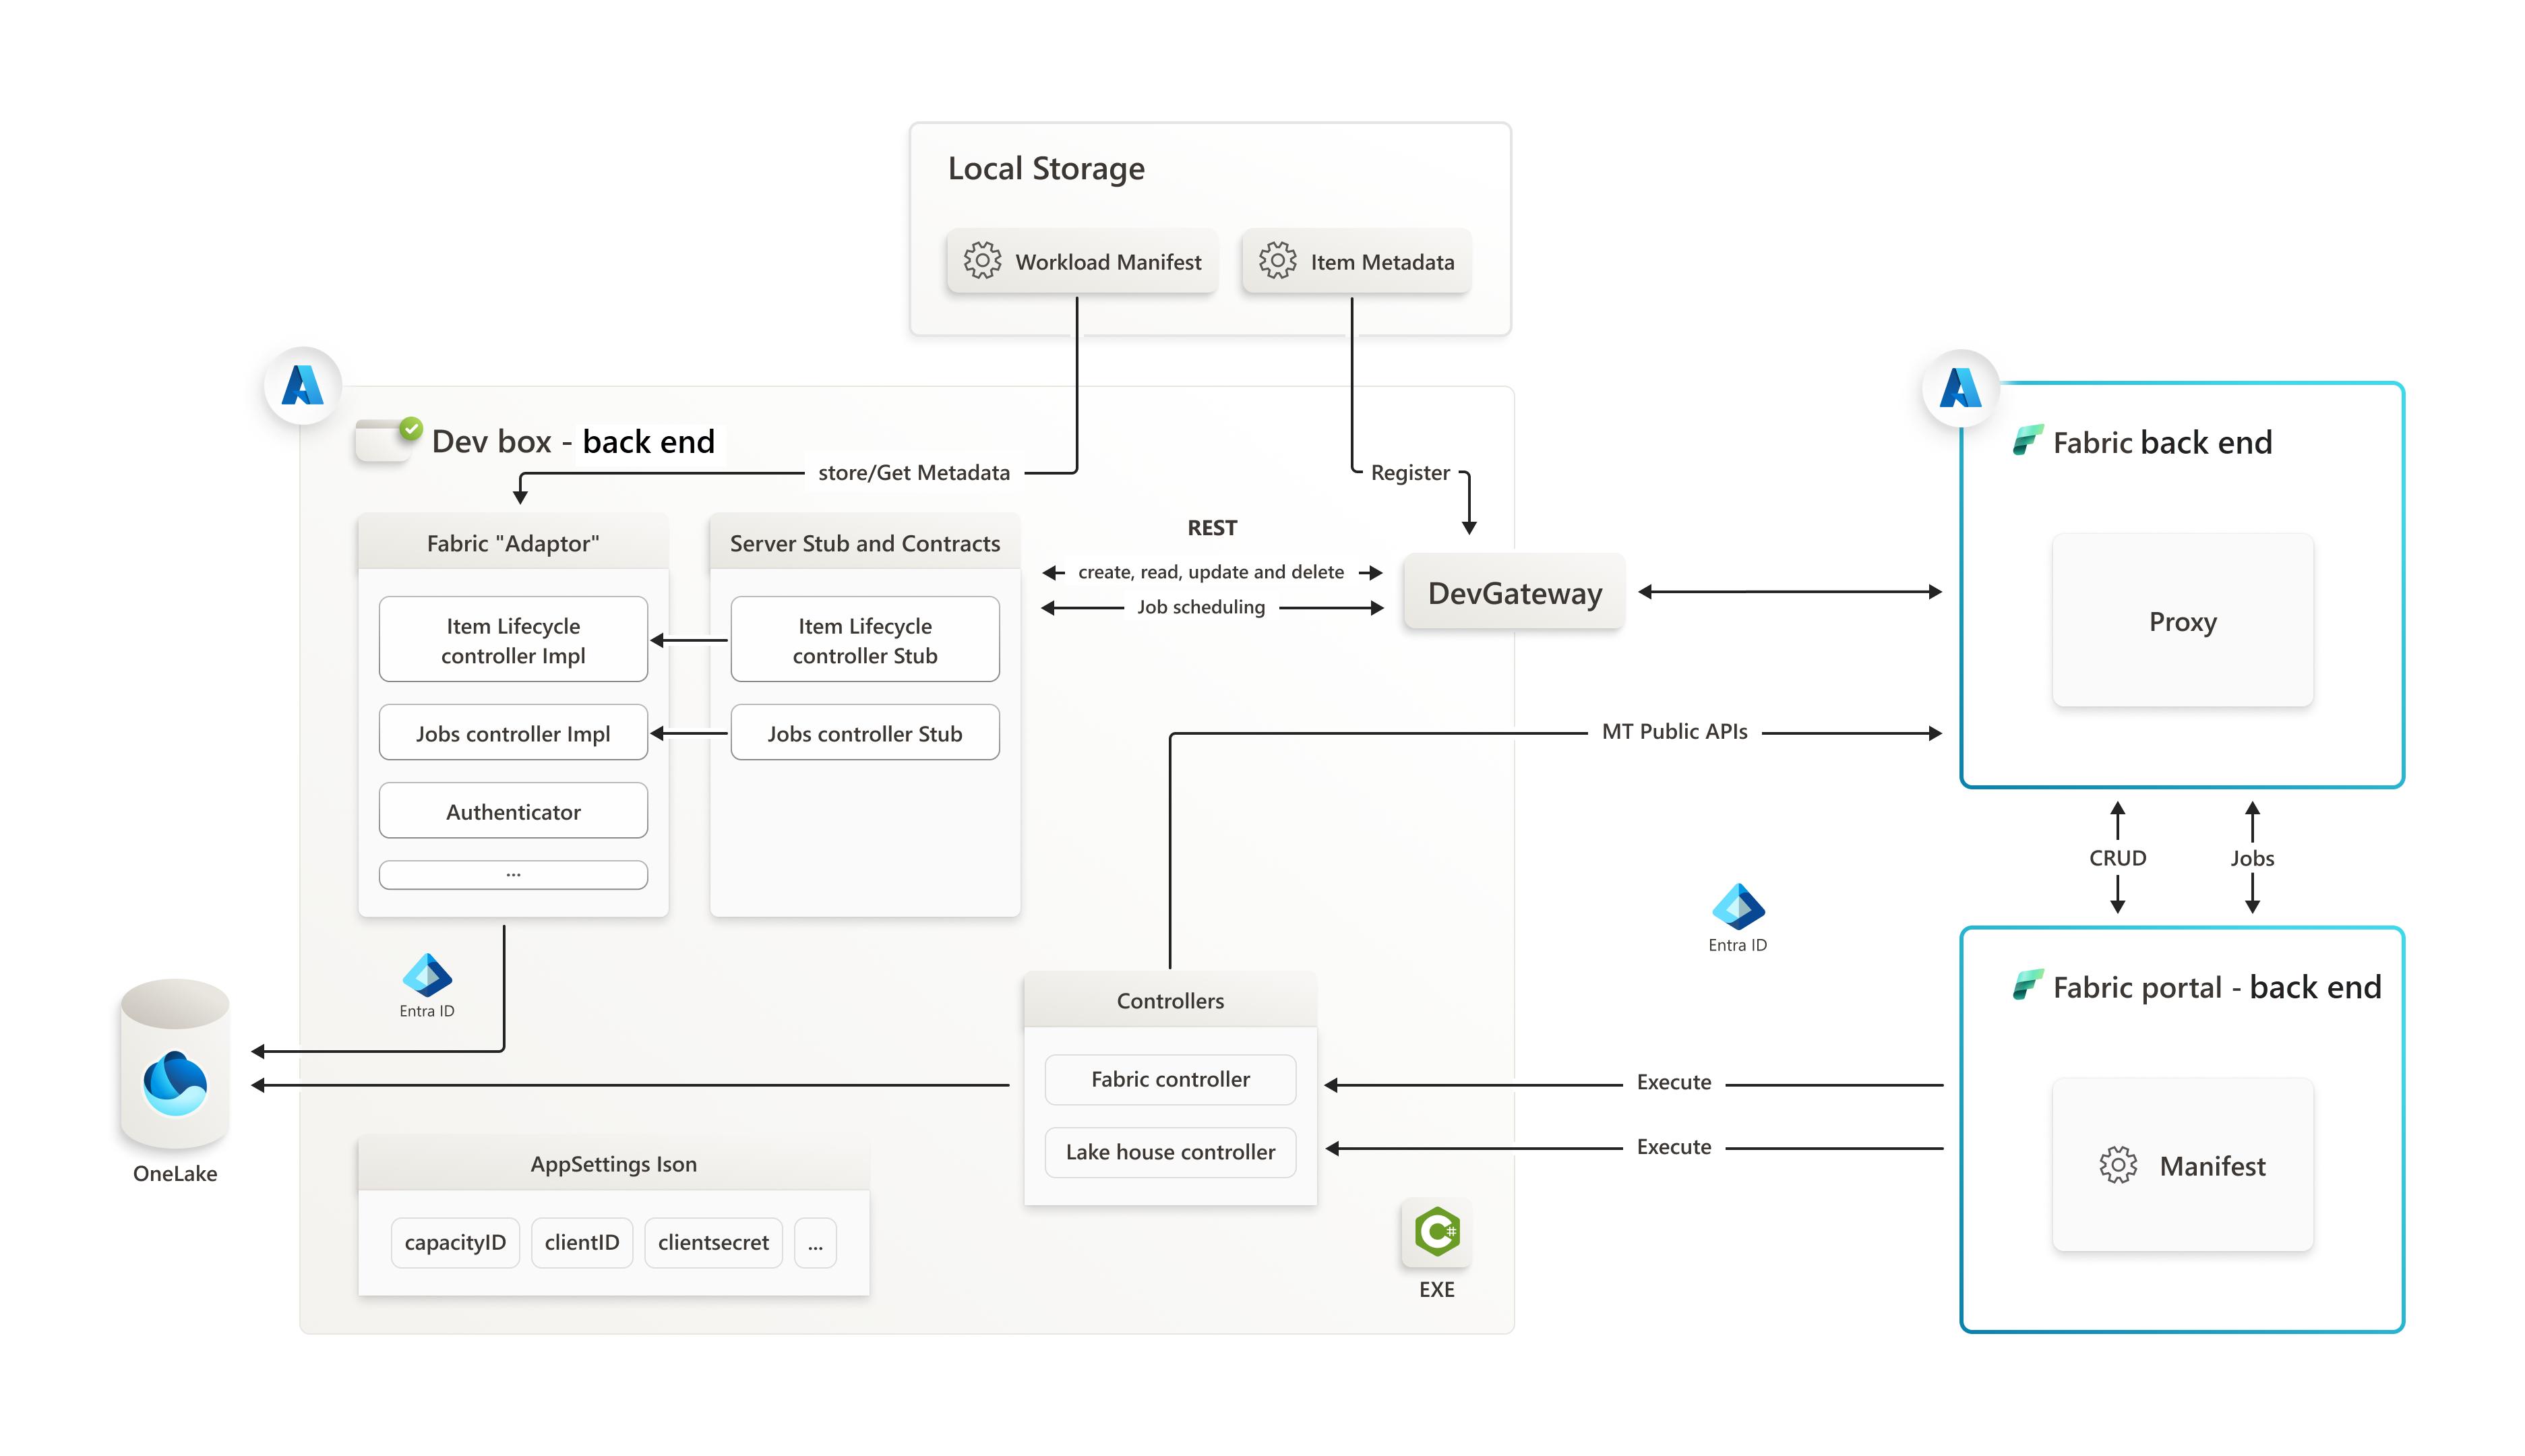 Local Storage
Workload Manifest
Item Metadata
Dev box - back end
store/Get Metadata
Register
Fabric "Adaptor"
Item Lifecycle
controller Impl
Jobs controller Impl
Authenticator
...
Server Stub and Contracts
Item Lifecycle
controller Stub
Jobs controller Stub
REST
create, read, update and delete
Job scheduling
DevGateway
Fabric back end
Proxy
MT Public APIs
CRUD
Jobs
Entra ID
Entra ID
OneLake
Controllers
Fabric controller
Lake house controller
Execute
Execute
Fabric portal - back end
Manifest
AppSettings Ison
capacityID
clientID
clientsecret
...
C#
EXE